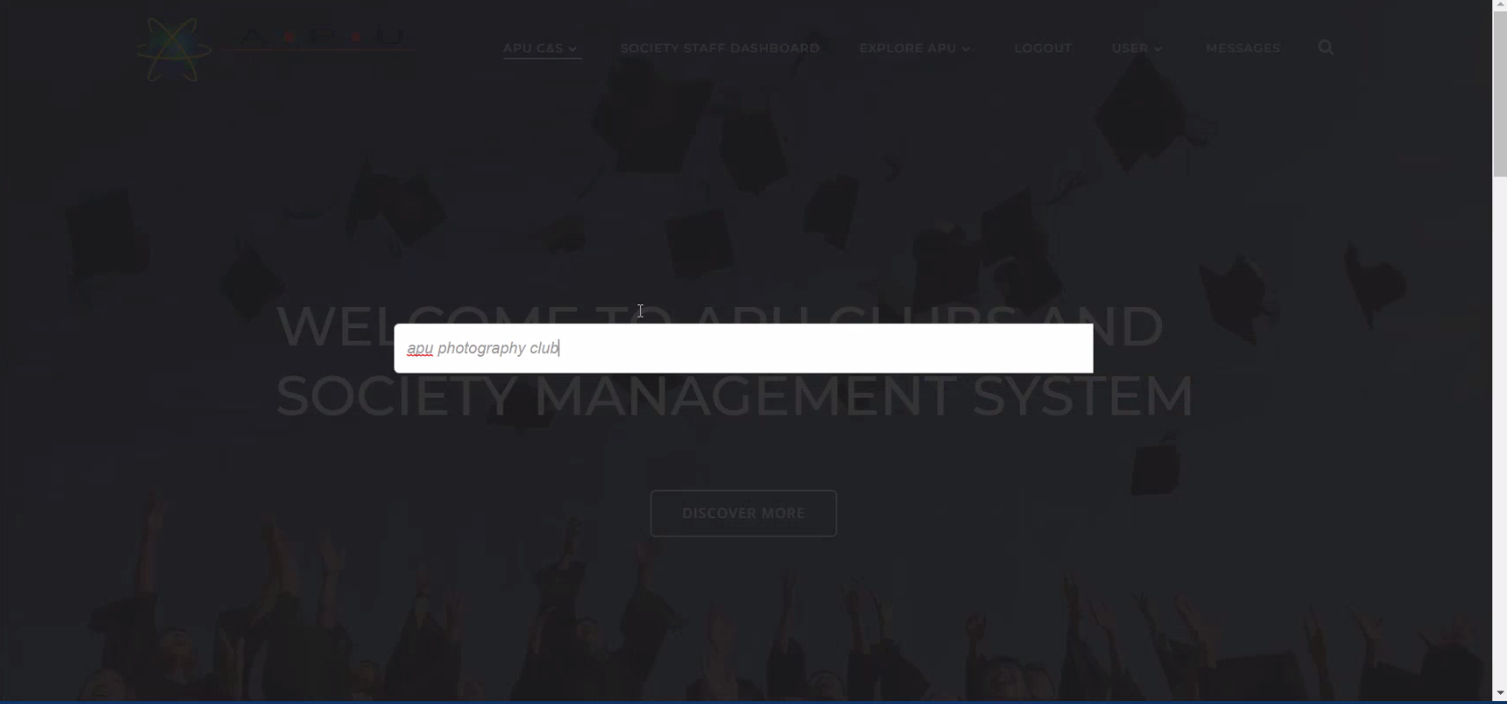 A P U
APU C&S
SOCIETY STAFF DASHBOARD
EXPLORE APU
LOGOUT
USER
MESSAGES
WELCOME TO APU CLUBS AND
apu photography club
SOCIETY MANAGEMENT SYSTEM
DISCOVER MORE